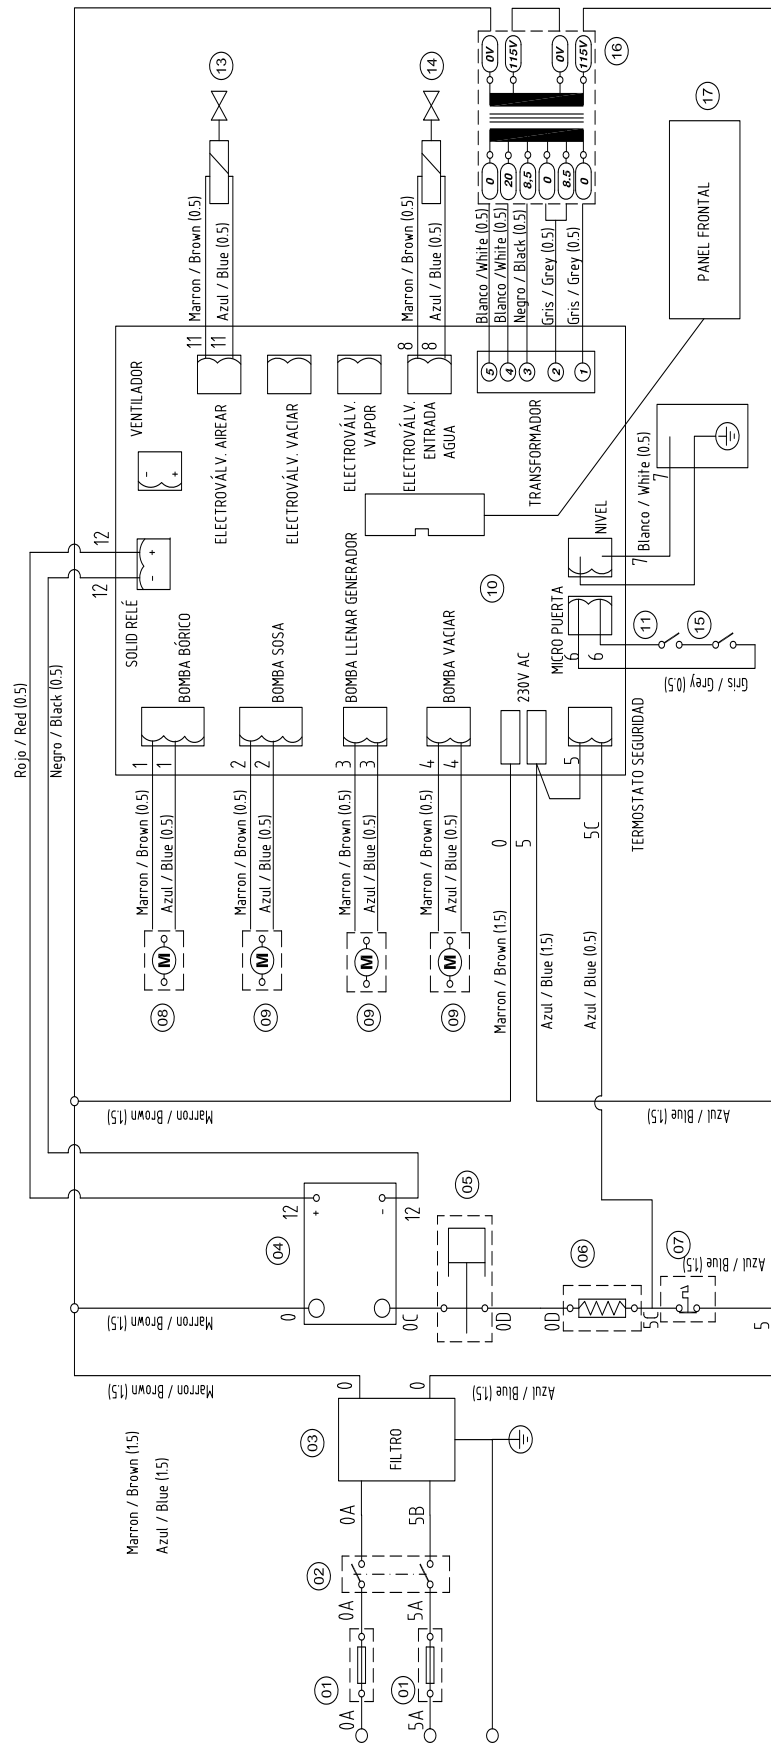 Rojo / Red (0.5)
Negro / Black (0.5)
12
12
SOLID RELÉ
- +
VENTILADOR
- +
Marron / Brown (0.5)
Azul / Blue (0.5)
11
11
13
ELECTROVÁLV. AIREAR
ELECTROVÁLV. VACIAR
ELECTROVÁLV.
VAPOR
Marron / Brown (0.5)
Azul / Blue (0.5)
8
8
14
ELECTROVÁLV.
ENTRADA
AGUA
Blanco /White (0.5)
Blanco / White (0.5)
Negro / Black (0.5)
Gris / Grey (0.5)
Gris / Grey (0.5)
5
4
3
2
1
TRANSFORMADOR
0
20
8,5
0
8.5
0
0V
115V
0V
115V
16
17
PANEL FRONTAL
10
1
1
BOMBA BÓRICO
Marron / Brown (0.5)
Azul / Blue (0.5)
M
08
2
2
BOMBA SOSA
Marron / Brown (0.5)
Azul / Blue (0.5)
M
09
3
3
BOMBA LLENAR GENERADOR
Marron / Brown (0.5)
Azul / Blue (0.5)
M
09
4
4
BOMBA VACIAR
Marron / Brown (0.5)
Azul / Blue (0.5)
M
09
230V AC
0
5
Marron / Brown (1.5)
Azul / Blue (1.5)
5
5C
Azul / Blue (0.5)
TERMOSTATO SEGURIDAD
MICRO PUERTA
6
6
11
15
Gris / Grey (0.5)
NIVEL
7
Blanco / White (0.5)
7
Marron / Brown (1.5)
Azul / Blue (1.5)
04
12
+
-
12
0
0C
Marron / Brown (1.5)
05
0D
0D
06
5C
07
Azul / Blue (1.5)
5
Marron / Brown (1.5)
Azul / Blue (1.5)
0
0
03
FILTRO
Marron / Brown (1.5)
Azul / Blue (1.5)
0A
5B
02
0A
5A
01
01
0A
5A